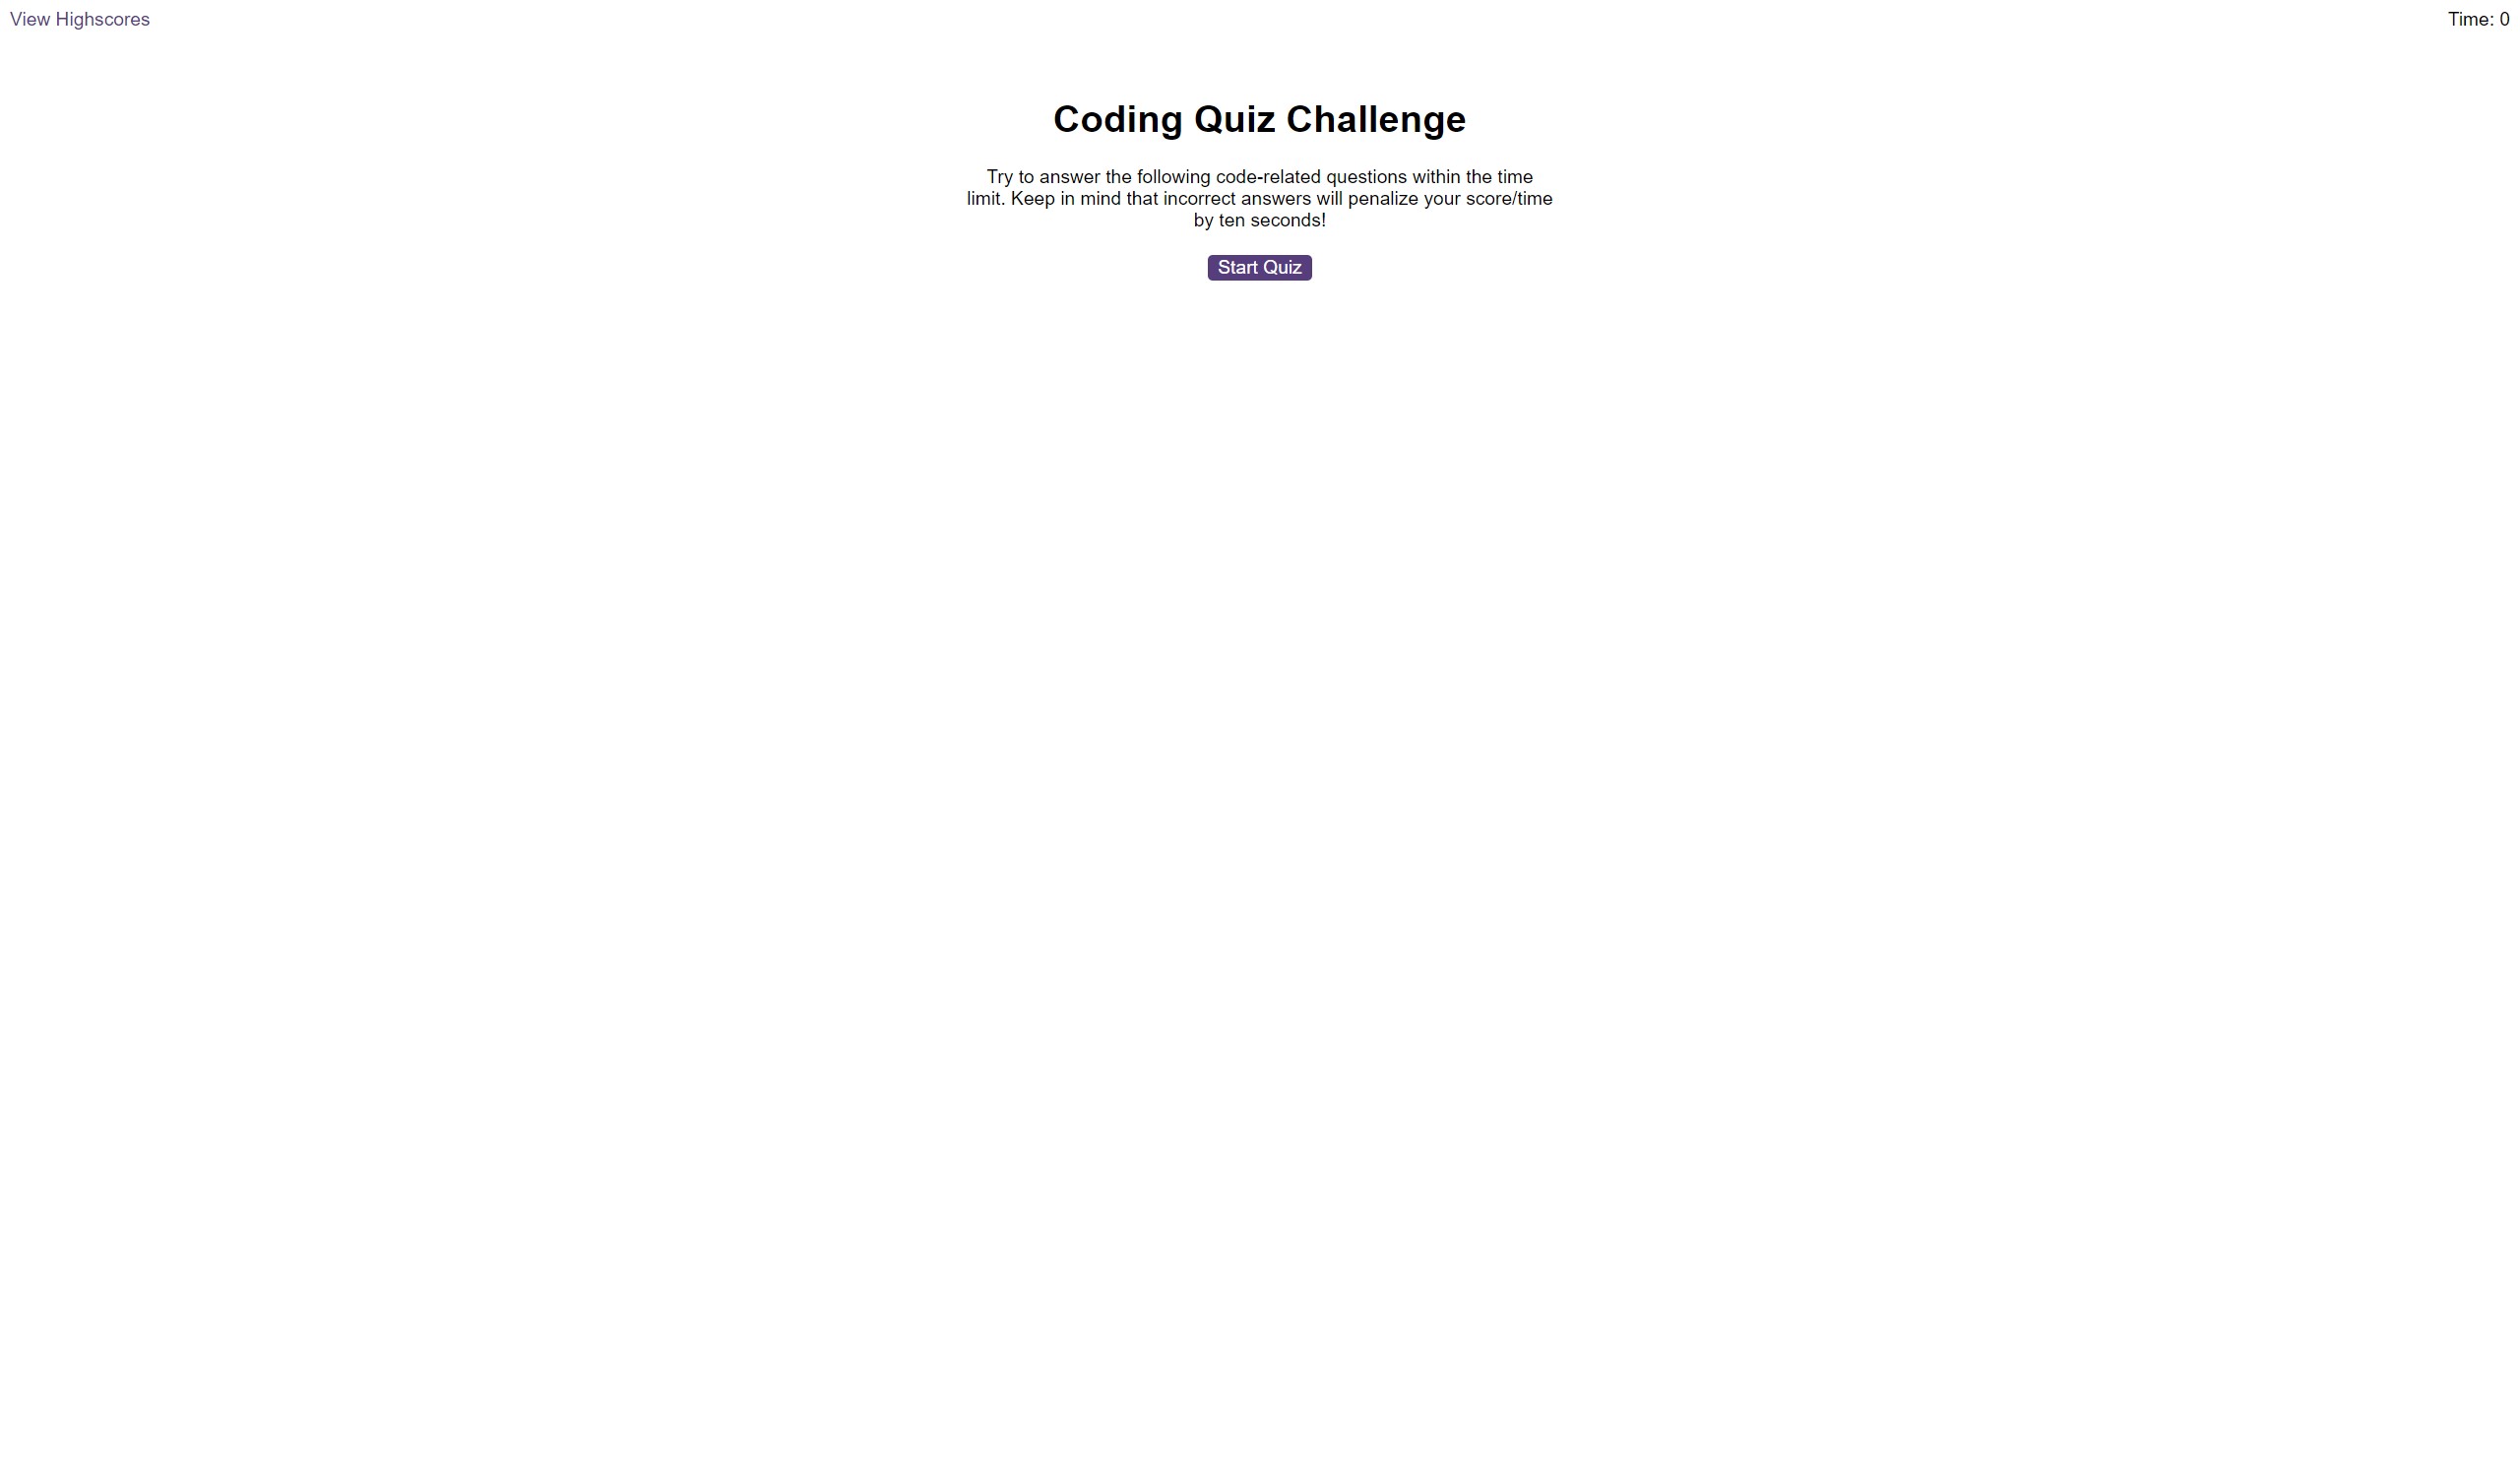 View Highscores
Time: 0
Coding Quiz Challenge
Try to answer the following code-related questions within the time
limit. Keep in mind that incorrect answers will penalize your score/time
by ten seconds!
Start Quiz